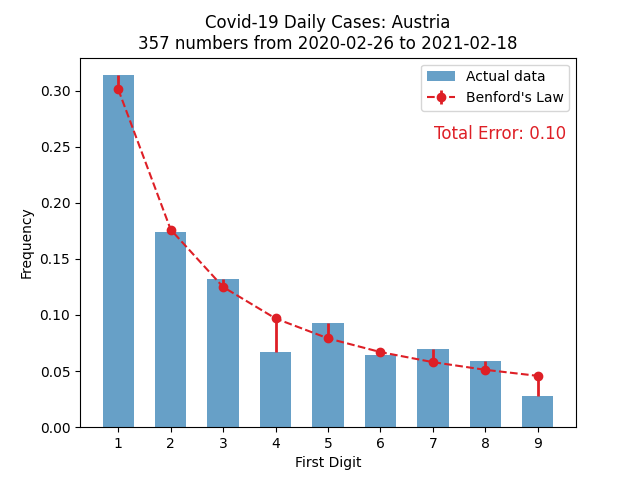 Covid-19 Daily Cases: Austria
357 numbers from 2020-02-26 to 2021-02-18
Actual data
Benford's Law
Total Error: 0.10
Frequency
0.30
0.25
0.20
0.15
0.10
0.05
0.00
1 2 3 4 5 6 7 8 9
First Digit